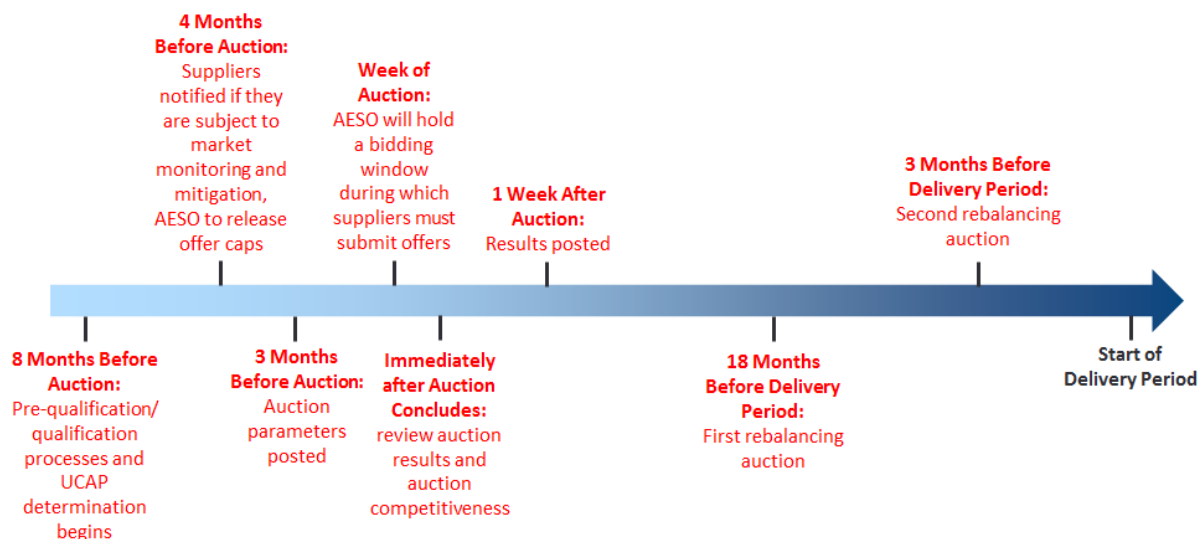 4 Months
Before Auction:
Suppliers
notified if they
are subject to
market
monitoring and
mitigation,
AESO to release
offer caps
Week of
Auction:
AESO will hold
a bidding
window
during which
suppliers must
submit offers
1 Week After
Auction:
Results posted
3 Months Before
Delivery Period:
Second rebalancing
auction
8 Months Before
Auction:
Pre-qualification/
qualification
processes and
UCAP
determination
begins
3 Months
Before Auction:
Auction
parameters
posted
Immediately
after Auction
Concludes:
review auction
results and
auction
competitiveness
18 Months
Before Delivery
Period:
First rebalancing
auction
Start of
Delivery Period